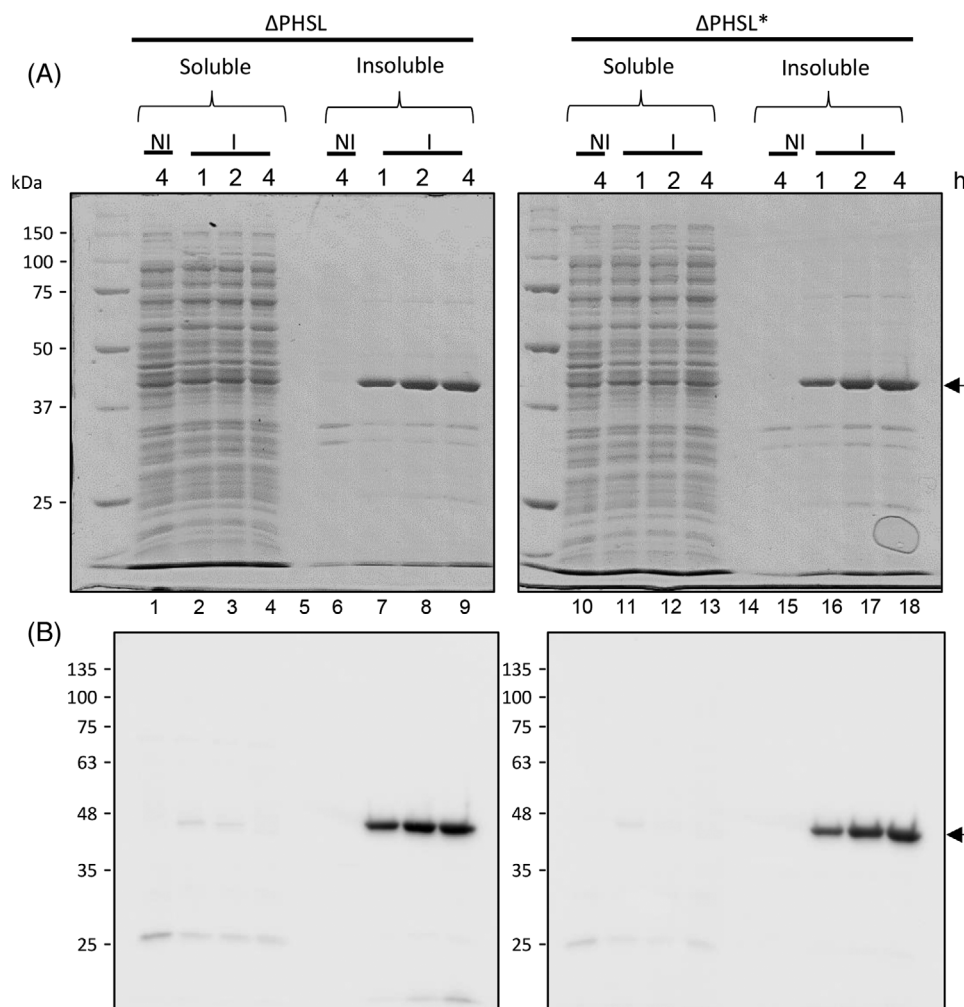 ΔPHSL ΔPHSL*
(A) Soluble Insoluble Soluble Insoluble
NI I NI I NI I NI I
kDa 4 1 2 4 4 1 2 4 4 1 2 4 4 1 2 4 h
150 -
100 -
75 -
50 -
37 -
25 -
1 2 3 4 5 6 7 8 9 10 11 12 13 14 15 16 17 18
(B)
135 - 135 -
100 - 100 -
75 - 75 -
63 - 63 -
48 - 48 -
35 - 35 -
25 - 25 -